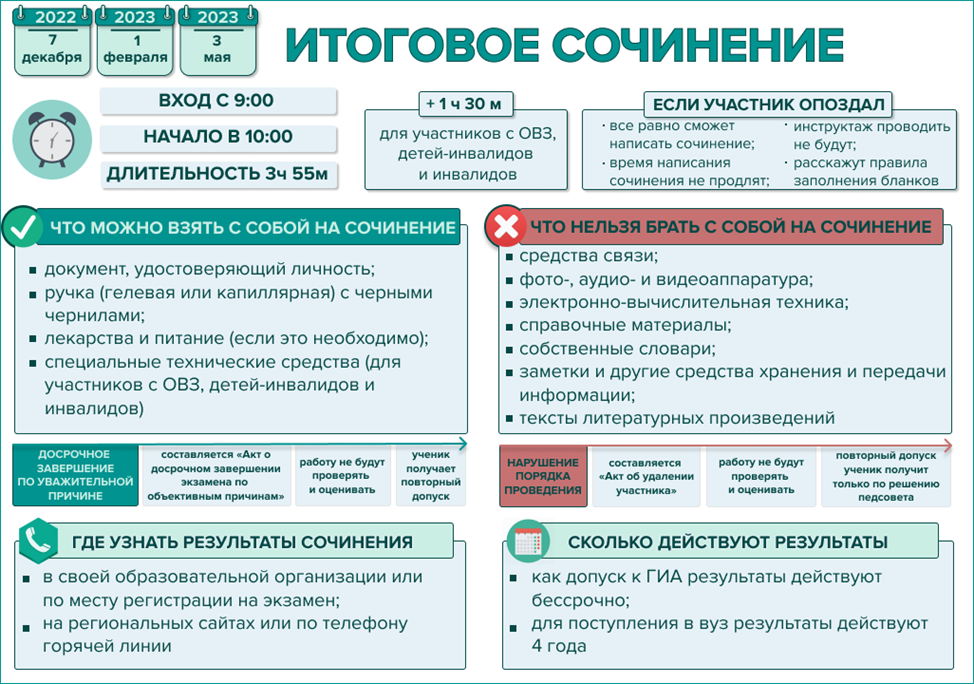 2022
7
декабря
2023
1
февраля
2023
3
мая
ИТОГОВОЕ СОЧИНЕНИЕ
ВХОД С 9:00
НАЧАЛО В 10:00
ДЛИТЕЛЬНОСТЬ 3ч 55м
+ 1 ч 30 м
для участников с ОВЗ,
детей-инвалидов
и инвалидов
ЕСЛИ УЧАСТНИК ОПОЗДАЛ
· все равно сможет
написать сочинение;
· время написания
сочинения не продлят;
· инструктаж проводить
не будут;
· расскажут правила
заполнения бланков
ЧТО МОЖНО ВЗЯТЬ С СОБОЙ НА СОЧИНЕНИЕ
▪ документ, удостоверяющий личность;
▪ ручка (гелевая или капиллярная) с черными
чернилами;
▪ лекарства и питание (если это необходимо);
▪ специальные технические средства (для
участников с ОВЗ, детей-инвалидов и
инвалидов)
ЧТО НЕЛЬЗЯ БРАТЬ С СОБОЙ НА СОЧИНЕНИЕ
▪ средства связи;
▪ фото-, аудио- и видеоаппаратура;
▪ электронно-вычислительная техника;
▪ справочные материалы;
▪ собственные словари;
▪ заметки и другие средства хранения и передачи
информации;
▪ тексты литературных произведений
ДОСРОЧНОЕ
ЗАВЕРШЕНИЕ
ПО УВАЖИТЕЛЬНОЙ
ПРИЧИНЕ
составляется «Акт о
досрочном завершении
экзамена по
объективным причинам»
работу не будут
проверять
и оценивать
ученик
получает
повторный
допуск
НАРУШЕНИЕ
ПОРЯДКА
ПРОВЕДЕНИЯ
составляется
«Акт об удалении
участника»
работу не будут
проверять
и оценивать
повторный допуск
ученик получит
только по решению
педсовета
ГДЕ УЗНАТЬ РЕЗУЛЬТАТЫ СОЧИНЕНИЯ
▪ в своей образовательной организации или
по месту регистрации на экзамен;
▪ на региональных сайтах или по телефону
горячей линии
СКОЛЬКО ДЕЙСТВУЮТ РЕЗУЛЬТАТЫ
▪ как допуск к ГИА результаты действуют
бессрочно;
▪ для поступления в вуз результаты действуют
4 года